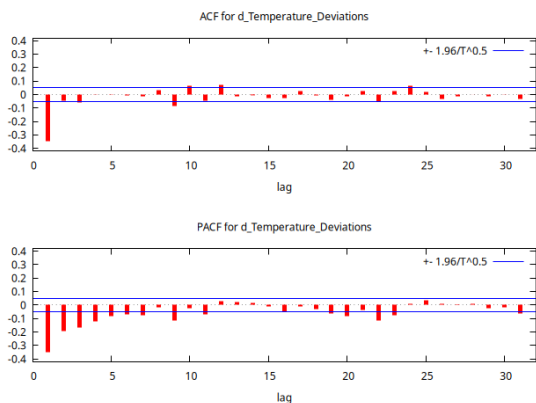 ACF for d_Temperature_Deviations
+- 1.96/T^0.5
0.4
0.3
0.2
0.1
0
-0.1
-0.2
-0.3
-0.4
0 5 10 15 20 25 30
lag
PACF for d_Temperature_Deviations
+- 1.96/T^0.5
0.4
0.3
0.2
0.1
0
-0.1
-0.2
-0.3
-0.4
0 5 10 15 20 25 30
lag